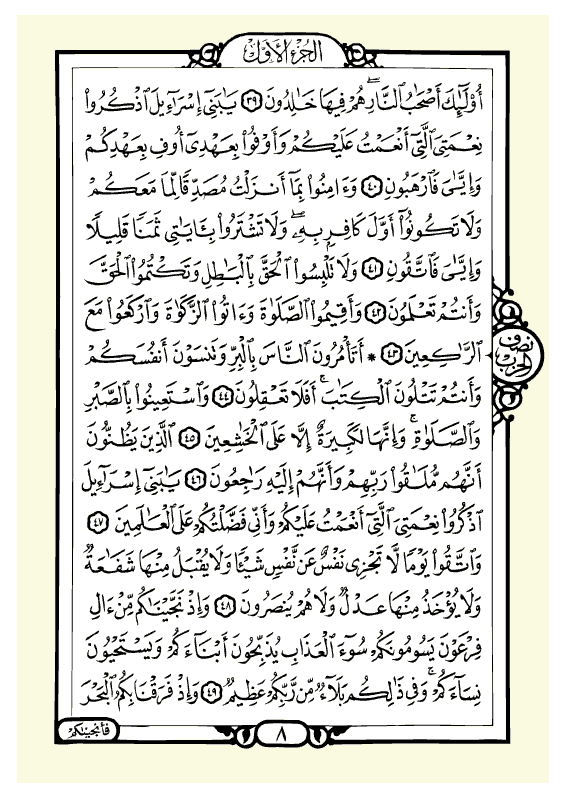 الجزء الأول
أُوْلَٰٓئِكَ أَصْحَٰبُ ٱلنَّارِۖ هُمْ فِيهَا خَٰلِدُونَ ٣٩ يَٰبَنِىٓ إِسْرَٰٓءِيلَ ٱذْكُرُوا۟
نِعْمَتِىَ ٱلَّتِىٓ أَنْعَمْتُ عَلَيْكُمْ وَأَوْفُوا۟ بِعَهْدِىٓ أُوفِ بِعَهْدِكُمْ
وَإِيَّٰىَ فَٱرْهَبُونِ ٤٠ وَءَامِنُوا۟ بِمَآ أَنزَلْتُ مُصَدِّقًا لِّمَا مَعَكُمْ
وَلَا تَكُونُوٓا۟ أَوَّلَ كَافِرٍۭ بِهِۦۖ وَلَا تَشْتَرُوا۟ بِـَٔايَٰتِى ثَمَنًا قَلِيلًا
وَإِيَّٰىَ فَٱتَّقُونِ ٤١ وَلَا تَلْبِسُوا۟ ٱلْحَقَّ بِٱلْبَٰطِلِ وَتَكْتُمُوا۟ ٱلْحَقَّ
وَأَنتُمْ تَعْلَمُونَ ٤٢ وَأَقِيمُوا۟ ٱلصَّلَوٰةَ وَءَاتُوا۟ ٱلزَّكَوٰةَ وَٱرْكَعُوا۟ مَعَ
ٱلرَّٰكِعِينَ ٤٣ * أَتَأْمُرُونَ ٱلنَّاسَ بِٱلْبِرِّ وَتَنسَوْنَ أَنفُسَكُمْ
نصف الحزب
وَأَنتُمْ تَتْلُونَ ٱلْكِتَٰبَۚ أَفَلَا تَعْقِلُونَ ٤٤ وَٱسْتَعِينُوا۟ بِٱلصَّبْرِ
وَٱلصَّلَوٰةِۚ وَإِنَّهَا لَكَبِيرَةٌ إِلَّا عَلَى ٱلْخَٰشِعِينَ ٤٥ ٱلَّذِينَ يَظُنُّونَ
أَنَّهُم مُّلَٰقُوا۟ رَبِّهِمْ وَأَنَّهُمْ إِلَيْهِ رَٰجِعُونَ ٤٦ يَٰبَنِىٓ إِسْرَٰٓءِيلَ
ٱذْكُرُوا۟ نِعْمَتِىَ ٱلَّتِىٓ أَنْعَمْتُ عَلَيْكُمْ وَأَنِّى فَضَّلْتُكُمْ عَلَى ٱلْعَٰلَمِينَ ٤٧
وَٱتَّقُوا۟ يَوْمًا لَّا تَجْزِى نَفْسٌ عَن نَّفْسٍ شَيْـًٔا وَلَا يُقْبَلُ مِنْهَا شَفَٰعَةٌ
وَلَا يُؤْخَذُ مِنْهَا عَدْلٌ وَلَا هُمْ يُنصَرُونَ ٤٨ وَإِذْ نَجَّيْنَٰكُم مِّنْ ءَالِ
فِرْعَوْنَ يَسُومُونَكُمْ سُوٓءَ ٱلْعَذَابِ يُذَبِّحُونَ أَبْنَآءَكُمْ وَيَسْتَحْيُونَ
نِسَآءَكُمْۚ وَفِى ذَٰلِكُم بَلَآءٌ مِّن رَّبِّكُمْ عَظِيمٌ ٤٩ وَإِذْ فَرَقْنَا بِكُمُ ٱلْبَحْرَ
فأنجيناكم
٨